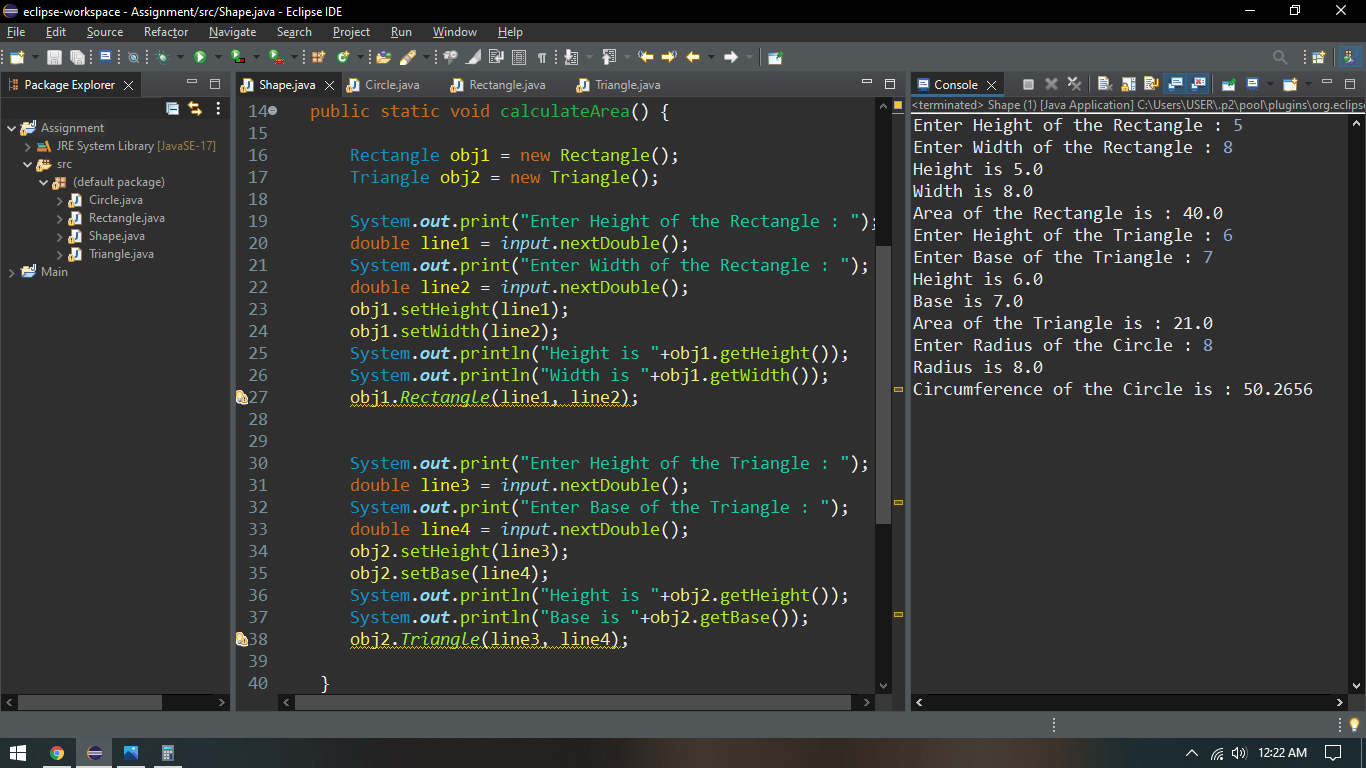 eclipse-workspace - Assignment/src/Shape.java - Eclipse IDE
File Edit Source Refactor Navigate Search Project Run Window Help
Package Explorer
Assignment
JRE System Library [JavaSE-17]
src
(default package)
Circle.java
Rectangle.java
Shape.java
Triangle.java
Main
Shape.java Circle.java Rectangle.java Triangle.java
14 public static void calculateArea() {
15
16 Rectangle obj1 = new Rectangle();
17 Triangle obj2 = new Triangle();
18
19 System.out.print("Enter Height of the Rectangle : ");
20 double line1 = input.nextDouble();
21 System.out.print("Enter Width of the Rectangle : ");
22 double line2 = input.nextDouble();
23 obj1.setHeight(line1);
24 obj1.setWidth(line2);
25 System.out.println("Height is "+obj1.getHeight());
26 System.out.println("Width is "+obj1.getWidth());
27 obj1.Rectangle(line1, line2);
28
29
30 System.out.print("Enter Height of the Triangle : ");
31 double line3 = input.nextDouble();
32 System.out.print("Enter Base of the Triangle : ");
33 double line4 = input.nextDouble();
34 obj2.setHeight(line3);
35 obj2.setBase(line4);
36 System.out.println("Height is "+obj2.getHeight());
37 System.out.println("Base is "+obj2.getBase());
38 obj2.Triangle(line3, line4);
39
40 }
Console
<terminated> Shape (1) [Java Application] C:\Users\USER\.p2\pool\plugins\org.eclipse
Enter Height of the Rectangle : 5
Enter Width of the Rectangle : 8
Height is 5.0
Width is 8.0
Area of the Rectangle is : 40.0
Enter Height of the Triangle : 6
Enter Base of the Triangle : 7
Height is 6.0
Base is 7.0
Area of the Triangle is : 21.0
Enter Radius of the Circle : 8
Radius is 8.0
Circumference of the Circle is : 50.2656
12:22 AM